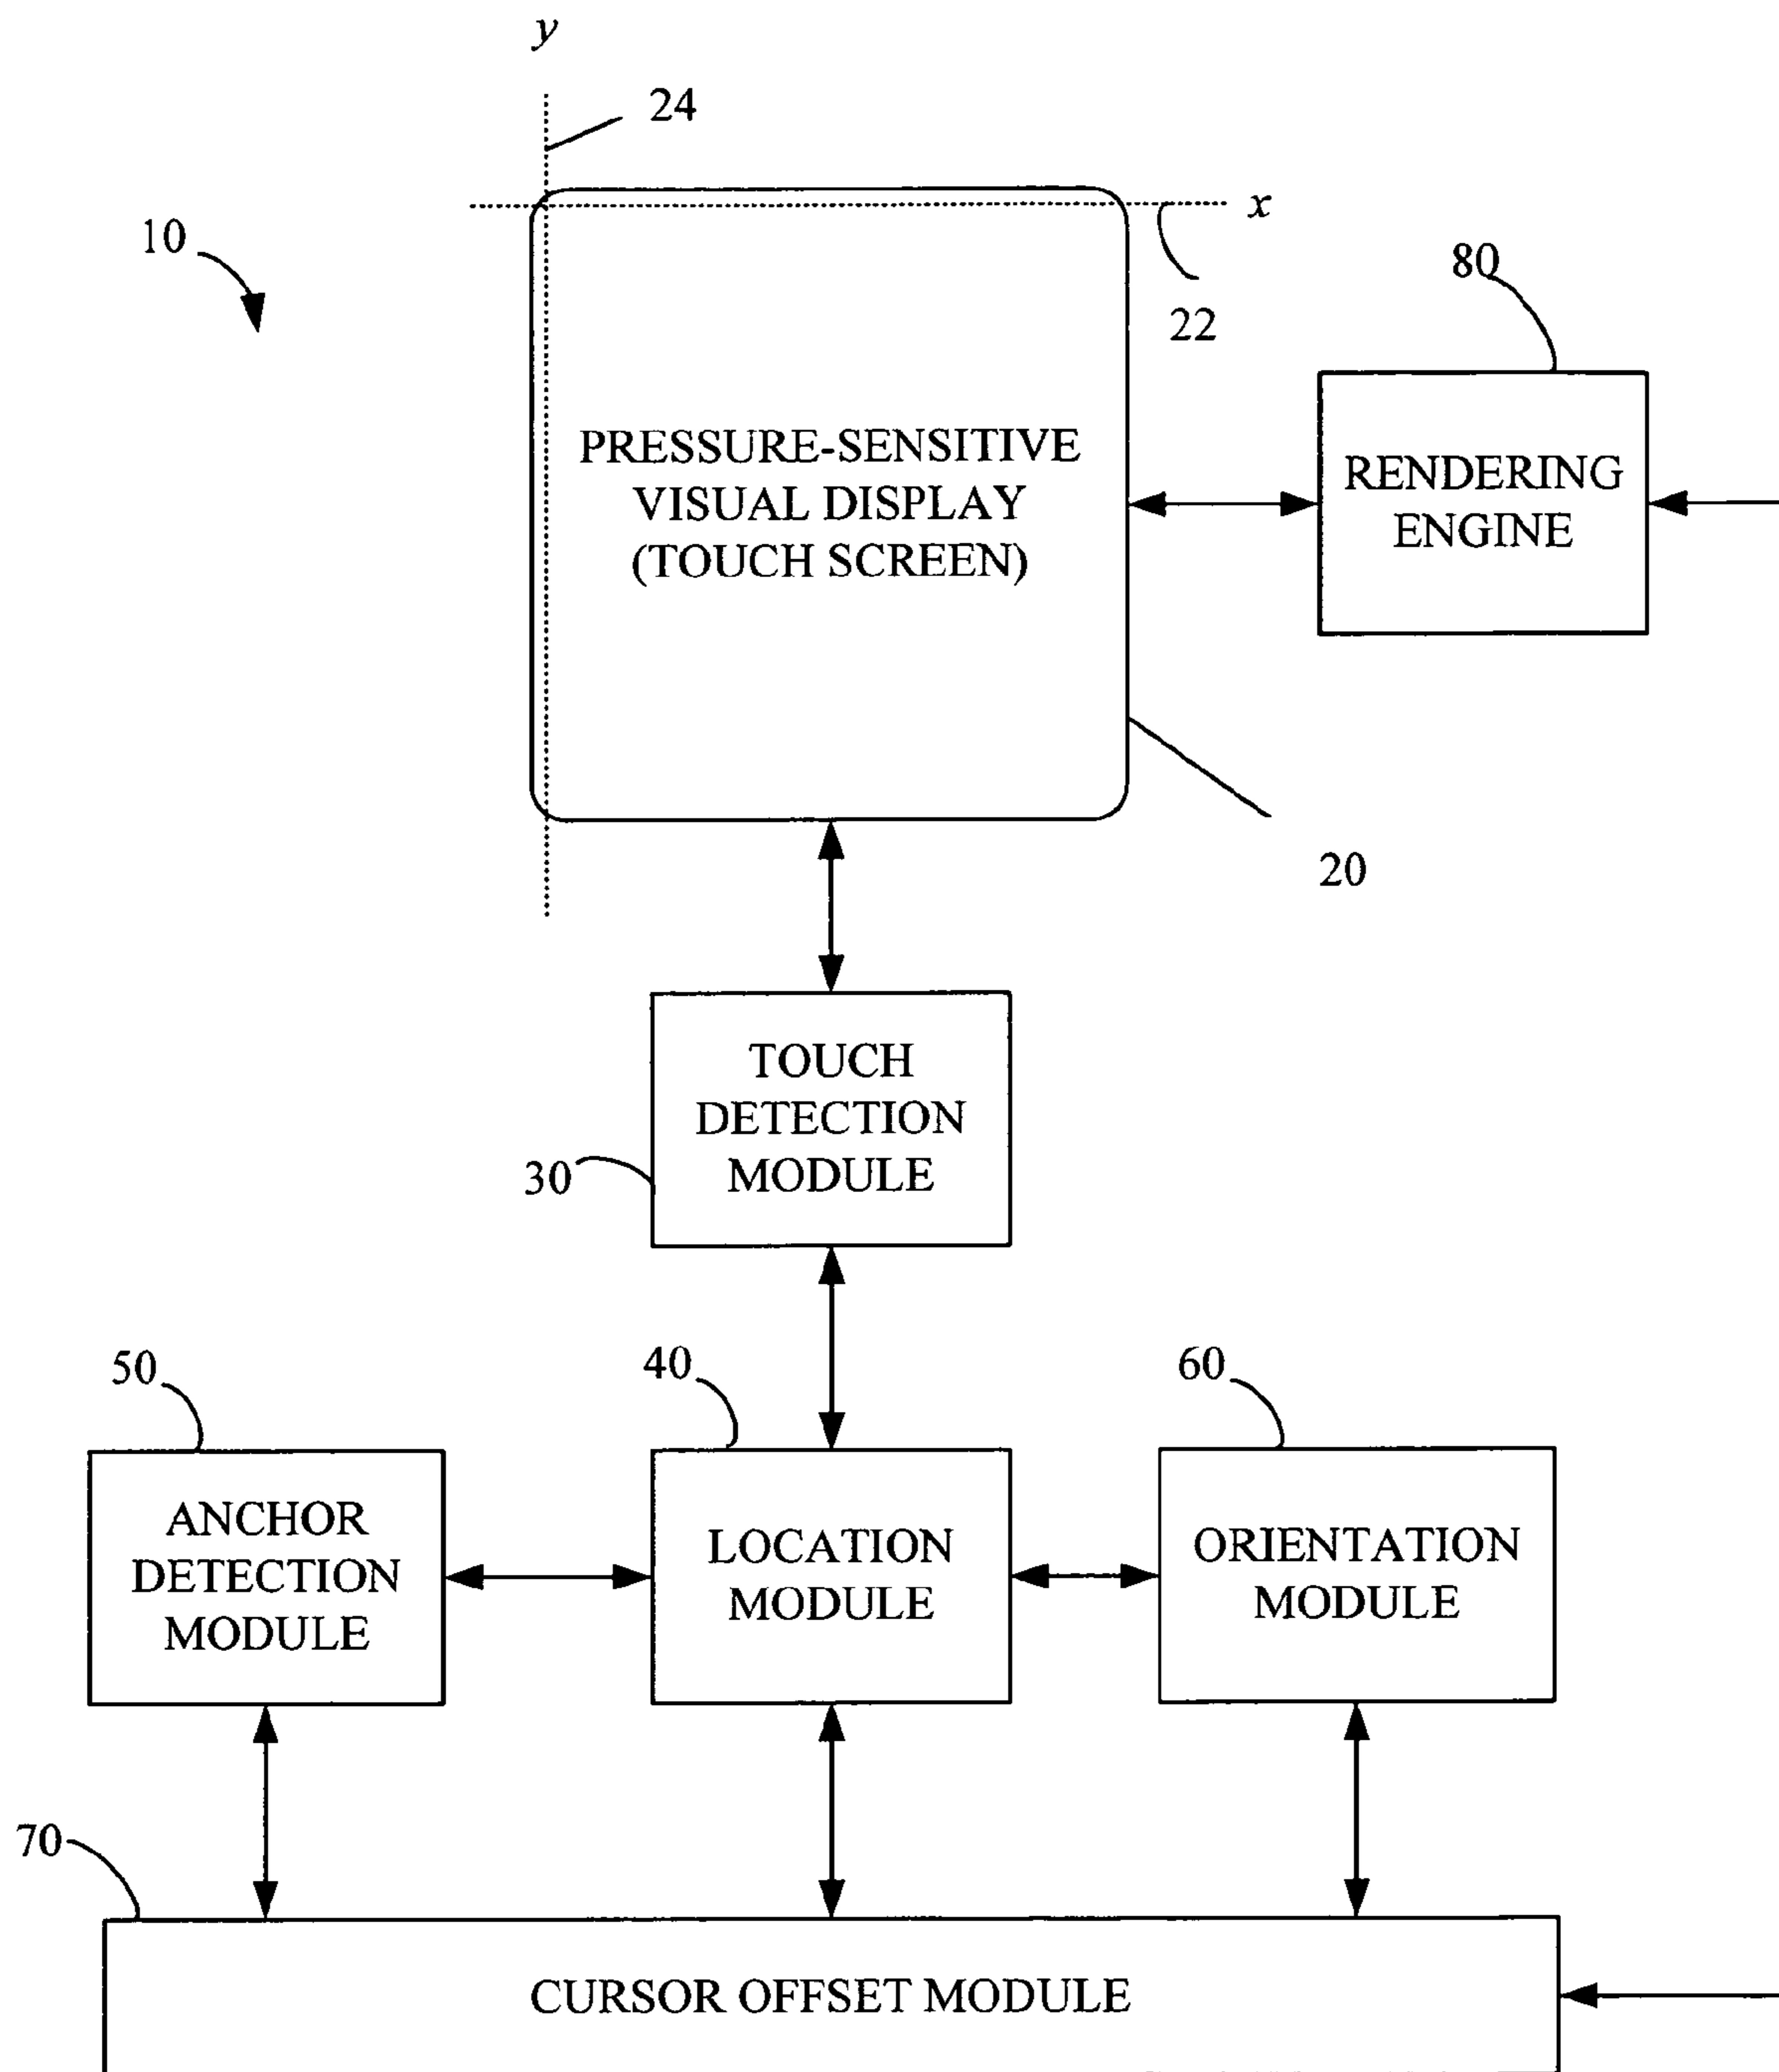 y
24
x
10
22
80
PRESSURE-SENSITIVE
VISUAL DISPLAY
(TOUCH SCREEN)
RENDERING
ENGINE
20
TOUCH
DETECTION
MODULE
30
50
40
60
ANCHOR
DETECTION
MODULE
LOCATION
MODULE
ORIENTATION
MODULE
70
CURSOR OFFSET MODULE